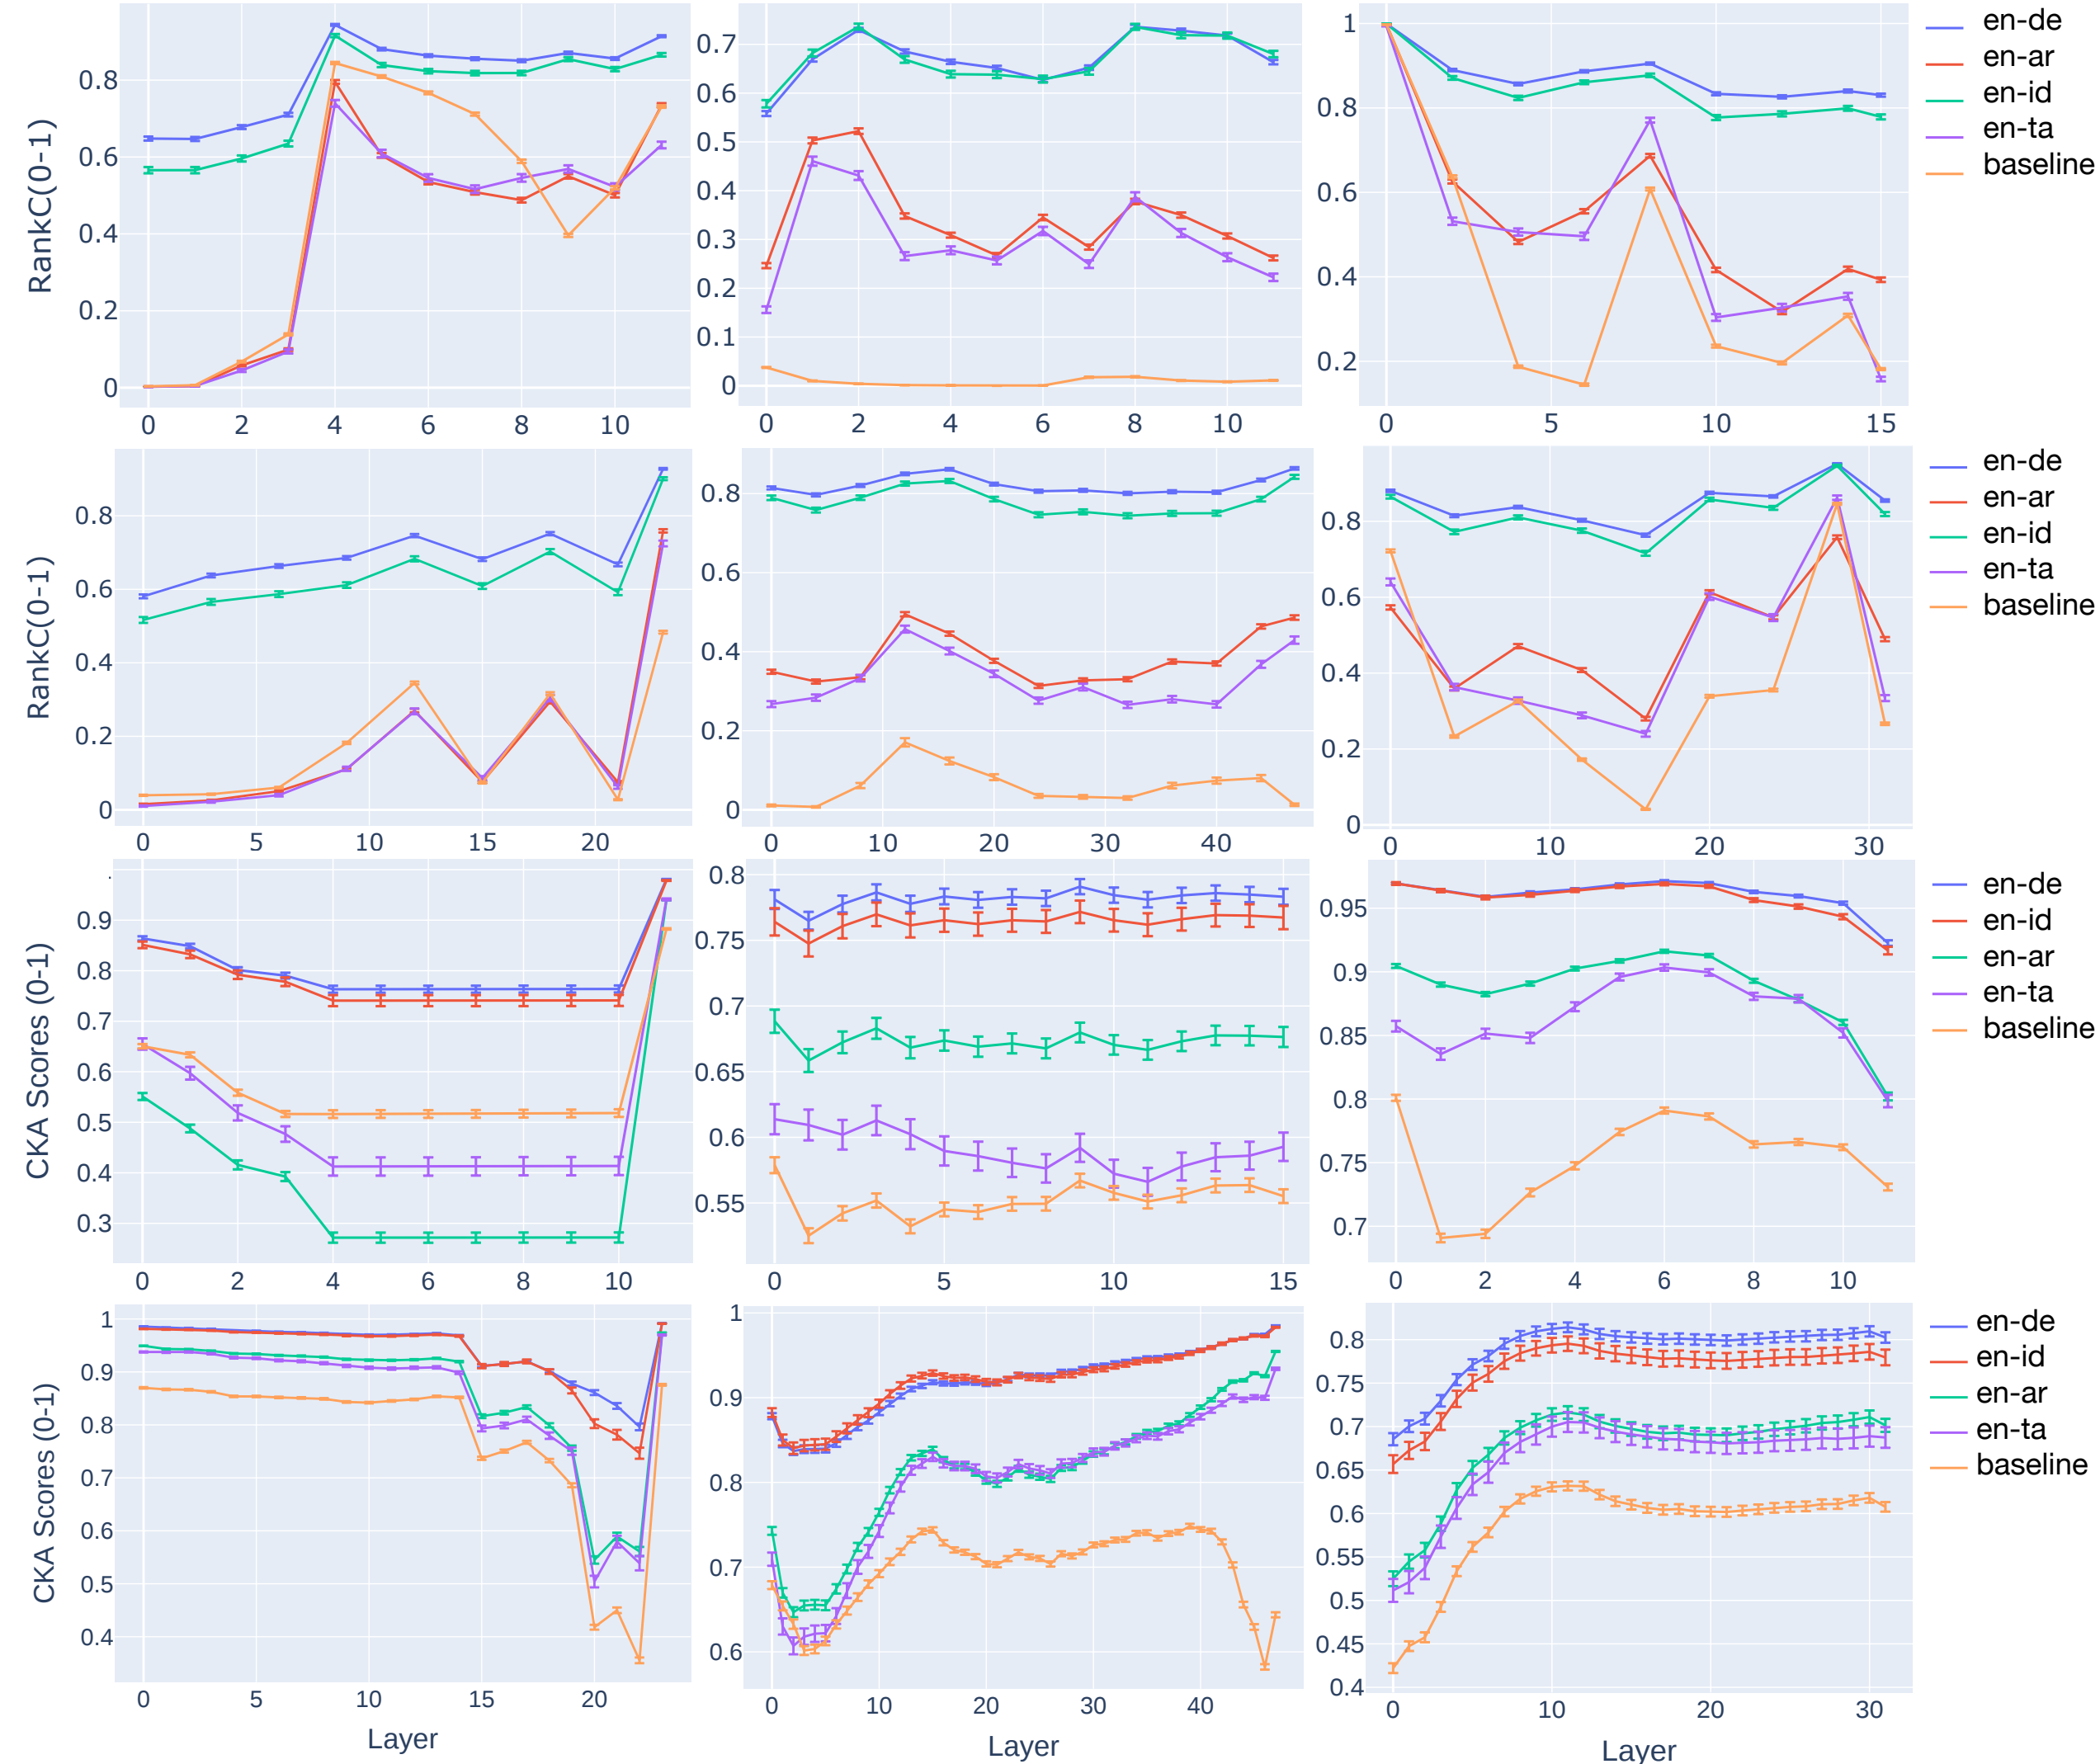 RankC(0-1)
0.8
0.6
0.4
0.2
0
0 2 4 6 8 10
0.7
0.6
0.5
0.4
0.3
0.2
0.1
0
0 2 4 6 8 10
1
0.8
0.6
0.4
0.2
0 5 10 15
en-de
en-ar
en-id
en-ta
baseline
RankC(0-1)
0.8
0.6
0.4
0.2
0
0 5 10 15 20
0.8
0.6
0.4
0.2
0
0 10 20 30 40
0.8
0.6
0.4
0.2
0
0 10 20 30
en-de
en-ar
en-id
en-ta
baseline
CKA Scores (0-1)
0.9
0.8
0.7
0.6
0.5
0.4
0.3
0 2 4 6 8 10
0.8
0.75
0.7
0.65
0.6
0.55
0 5 10 15
0.95
0.9
0.85
0.8
0.75
0.7
0 2 4 6 8 10
en-de
en-id
en-ar
en-ta
baseline
CKA Scores (0-1)
1
0.9
0.8
0.7
0.6
0.5
0.4
0 5 10 15 20
Layer
1
0.9
0.8
0.7
0.6
0 10 20 30 40
Layer
0.8
0.75
0.7
0.65
0.6
0.55
0.5
0.45
0.4
0 10 20 30
Layer
en-de
en-id
en-ar
en-ta
baseline